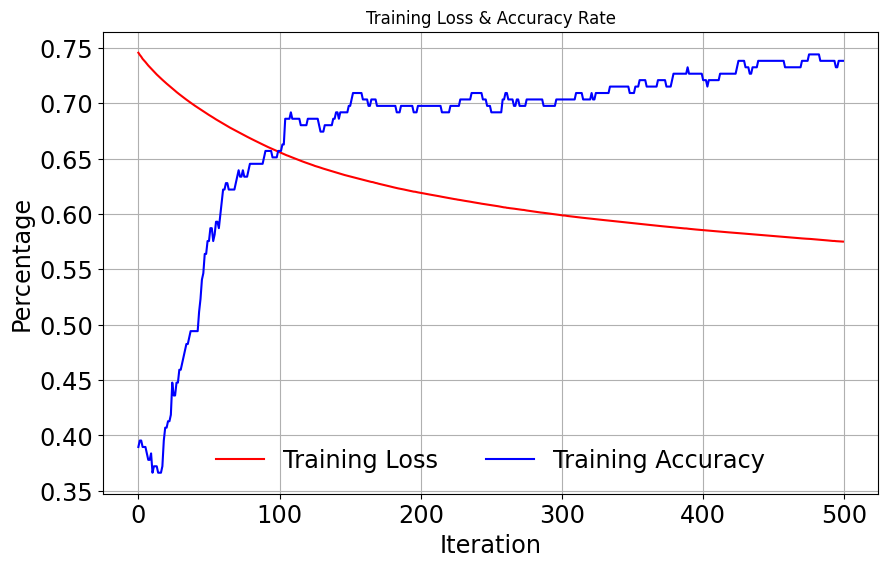 Training Loss & Accuracy Rate
Percentage
0.75
0.70
0.65
0.60
0.55
0.50
0.45
0.40
0.35
Training Loss
Training Accuracy
0 100 200 300 400 500
Iteration